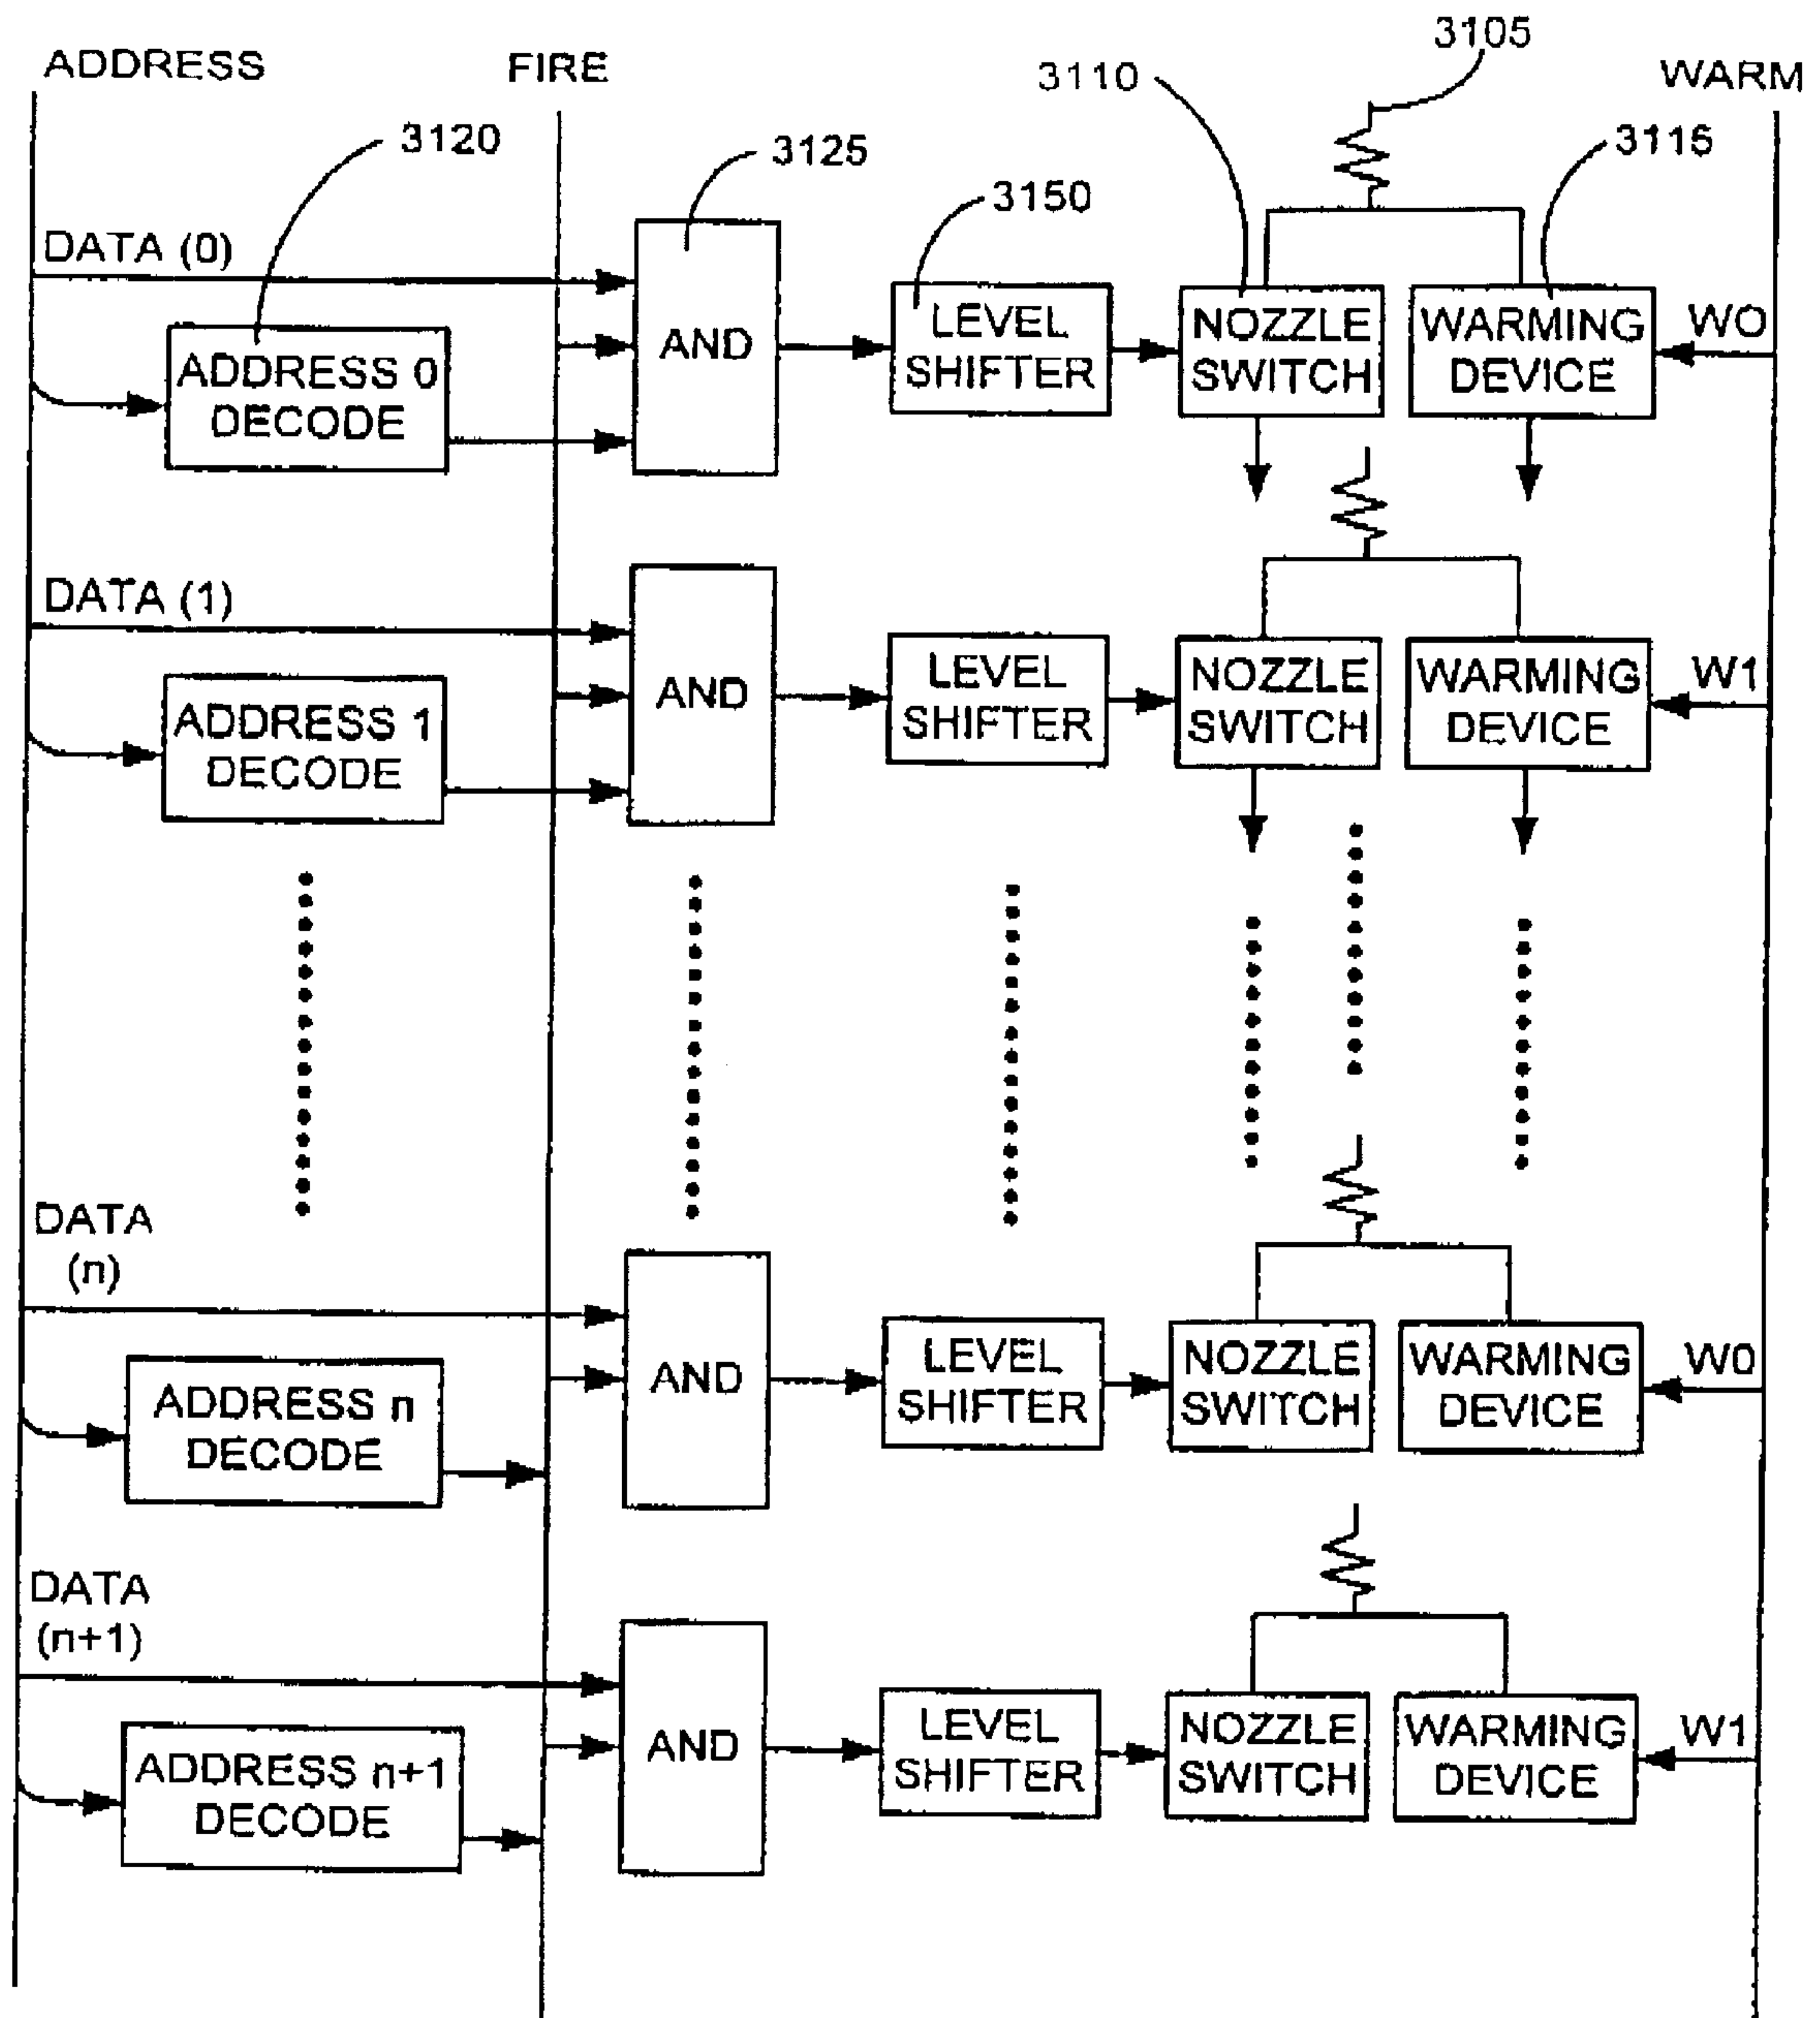 3105
ADDRESS
FIRE
3110
WARM
3120
3125
3115
3150
DATA (0)
ADDRESS 0
DECODE
AND
LEVEL
SHIFTER
NOZZLE
SWITCH
WARMING
DEVICE
WO
DATA (1)
ADDRESS 1
DECODE
AND
LEVEL
SHIFTER
NOZZLE
SWITCH
WARMING
DEVICE
W1
DATA
(n)
ADDRESS n
DECODE
AND
LEVEL
SHIFTER
NOZZLE
SWITCH
WARMING
DEVICE
W0
DATA
(n+1)
ADDRESS n+1
DECODE
AND
LEVEL
SHIFTER
NOZZLE
SWITCH
WARMING
DEVICE
W1